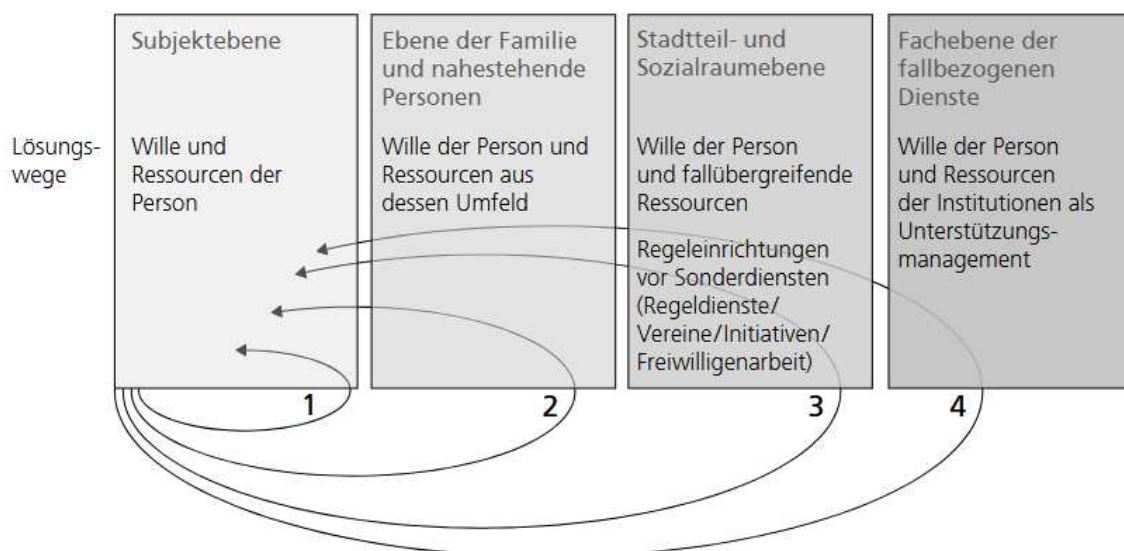 Subjektebene
Ebene der Familie
und nahestehende
Personen
Stadtteil- und
Sozialraumebene
Fachebene der
fallbezogenen
Dienste
Lösungs-
wege
Wille und
Ressourcen der
Person
Wille der Person und
Ressourcen aus
dessen Umfeld
Wille der Person
und fallübergreifende
Ressourcen
Regeleinrichtungen
vor Sonderdiensten
(Regeldienste/
Vereine/Initiativen/
Freiwilligenarbeit)
Wille der Person
und Ressourcen
der Institutionen als
Unterstützungs-
management
1
2
3
4